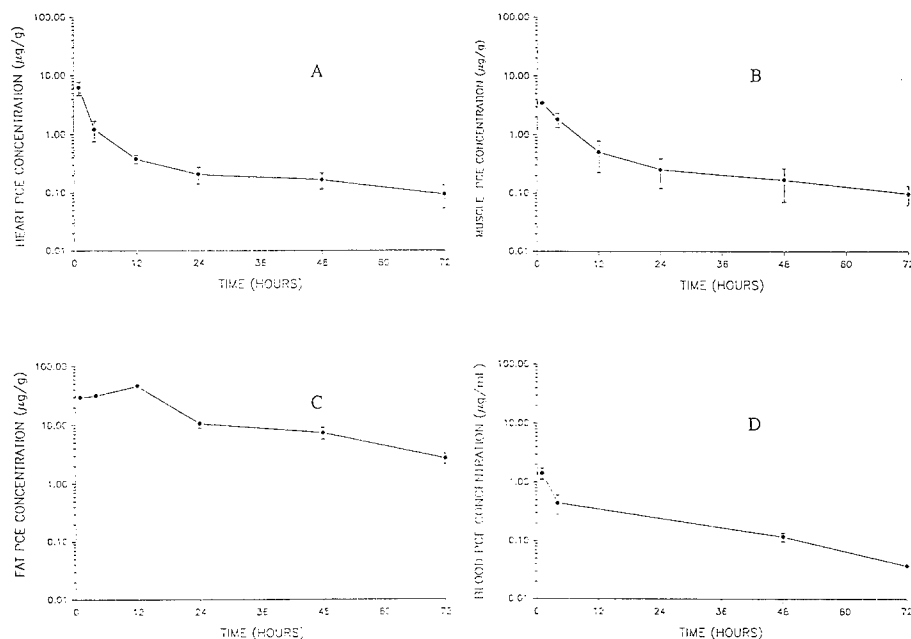 A
HEART PCE CONCENTRATION (µg/g)
100.00
10.00
1.00
0.10
0.01
0 12 24 36 48 60 72
TIME (HOURS)
B
MUSCLE PCE CONCENTRATION (µg/g)
100.00
10.00
1.00
0.10
0.01
0 12 24 36 48 60 72
TIME (HOURS)
C
FAT PCE CONCENTRATION (µg/g)
100.00
10.00
1.00
0.10
0.01
0 12 24 36 48 60 72
TIME (HOURS)
D
BLOOD PCE CONCENTRATION (µg/mL)
100.00
10.00
1.00
0.10
0.01
0 12 24 36 48 60 72
TIME (HOURS)